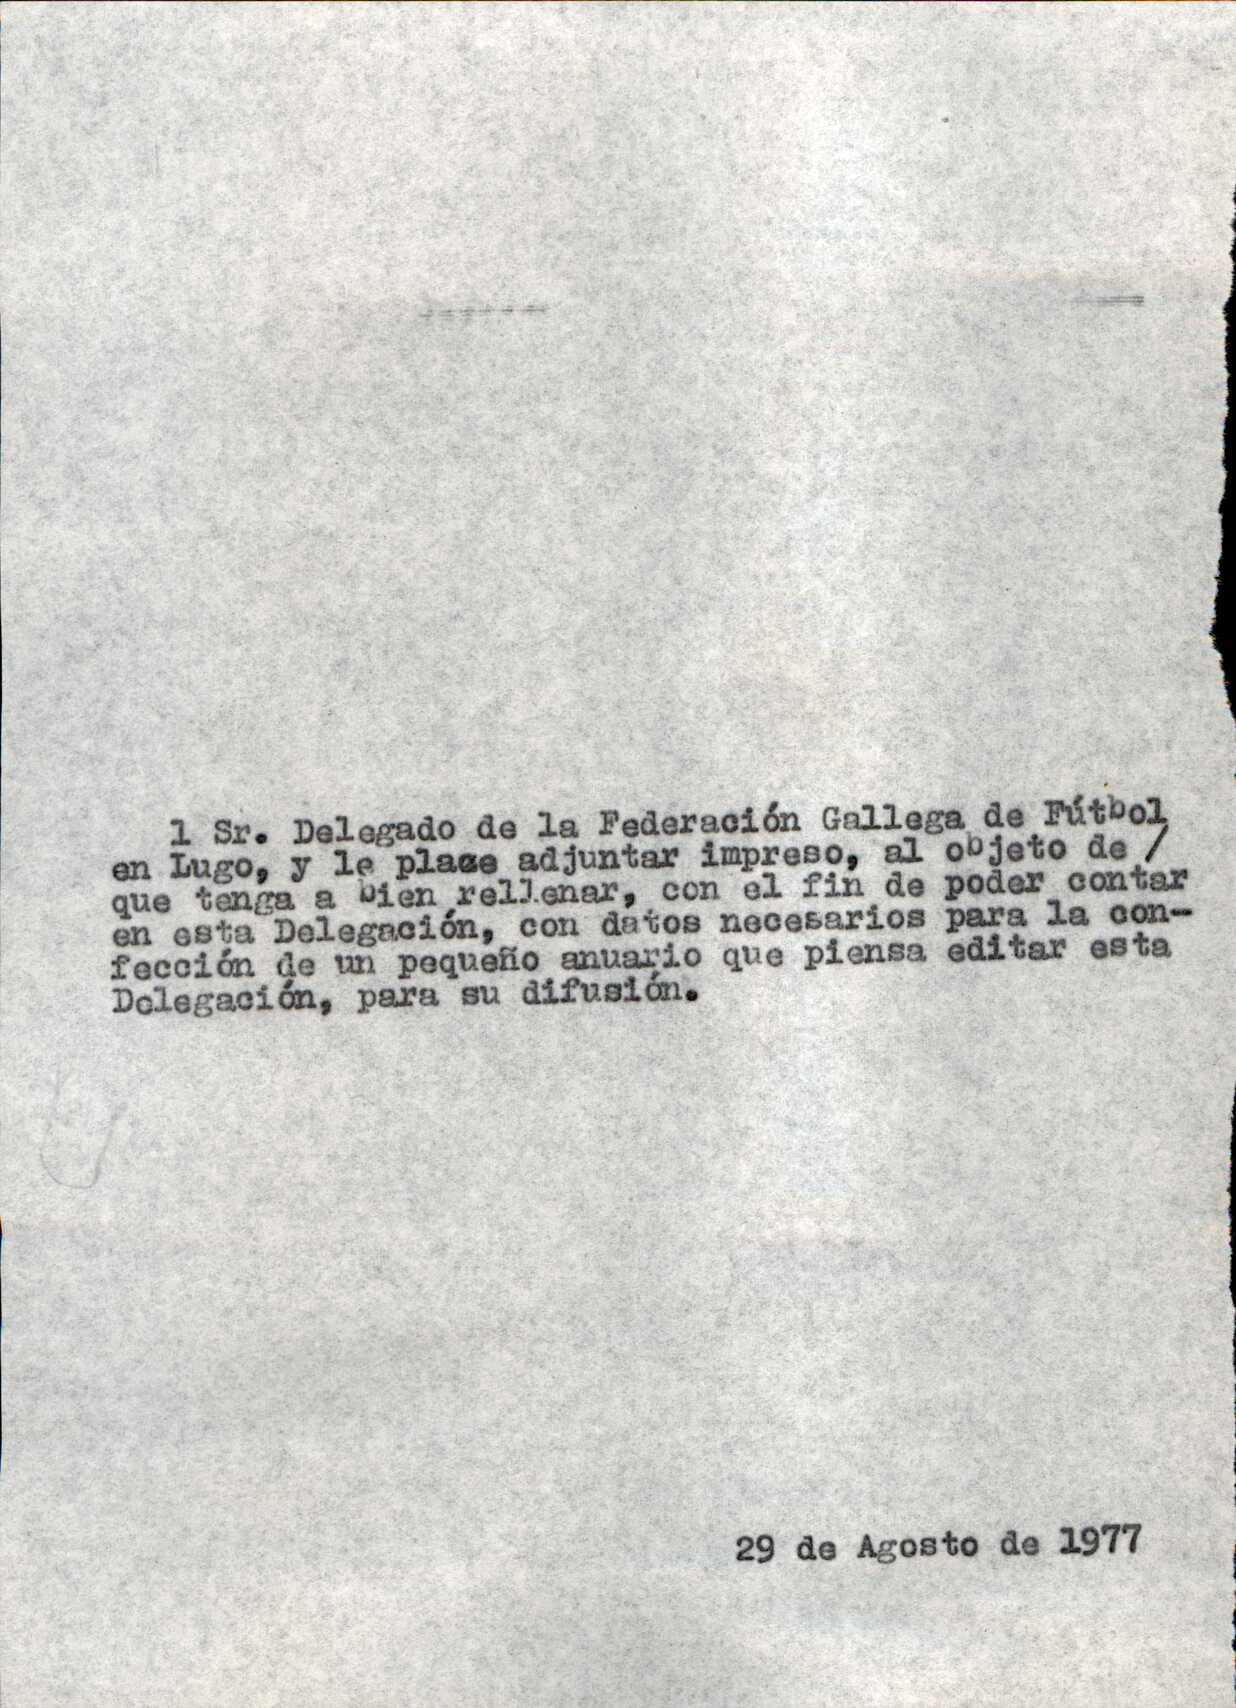 l Sr. Delegado de la Federación Gallega de Fútbol
en Lugo, y le place adjuntar impreso, al objeto de /
que tenga a bien rellenar, con el fin de poder contar
en esta Delegación, con datos necesarios para la con-
fección de un pequeño anuario que piensa editar esta
Delegación, para su difusión.
29 de Agosto de 1977